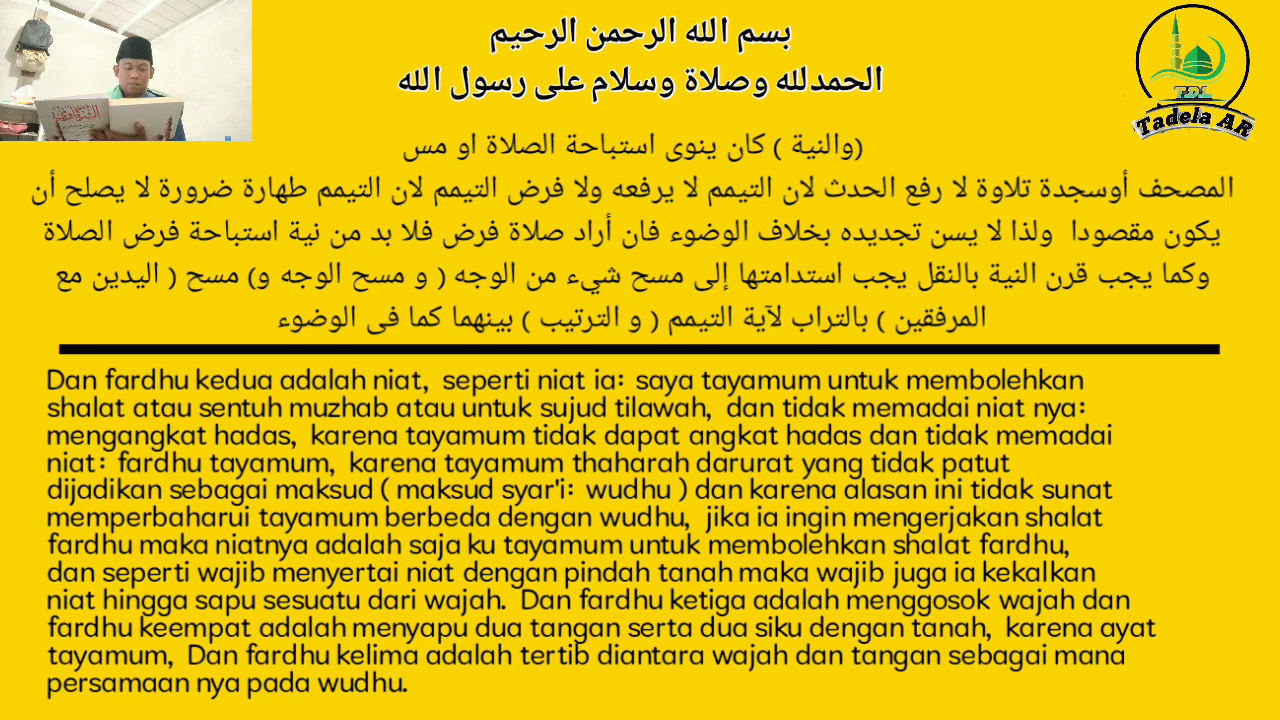 بسم الله الرحمن الرحيم
الحمدلله وصلاة وسلام على رسول الله
TDL
Tadela AR
(والنية ) كان ينوى استباحة الصلاة او مس
المصحف أوسجدة تلاوة لا رفع الحدث لان التيمم لا يرفعه ولا فرض التيمم لان التيمم طهارة ضرورة لا يصلح أن
يكون مقصودا ولذا لا يسن تجديده بخلاف الوضوء فان أراد صلاة فرض فلا بد من نية استباحة فرض الصلاة
وكما يجب قرن النية بالنقل يجب استدامتها إلى مسح شيء من الوجه ( و مسح الوجه و) مسح ( اليدين مع
المرفقين ) بالتراب لآية التيمم ( و الترتيب ) بينهما كما فى الوضوء
Dan fardhu kedua adalah niat, seperti niat ia: saya tayamum untuk membolehkan
shalat atau sentuh muzhab atau untuk sujud tilawah, dan tidak memadai niat nya:
mengangkat hadas, karena tayamum tidak dapat angkat hadas dan tidak memadai
niat: fardhu tayamum, karena tayamum thaharah darurat yang tidak patut
dijadikan sebagai maksud ( maksud syar'i: wudhu ) dan karena alasan ini tidak sunat
memperbaharui tayamum berbeda dengan wudhu, jika ia ingin mengerjakan shalat
fardhu maka niatnya adalah saja ku tayamum untuk membolehkan shalat fardhu,
dan seperti wajib menyertai niat dengan pindah tanah maka wajib juga ia kekalkan
niat hingga sapu sesuatu dari wajah. Dan fardhu ketiga adalah menggosok wajah dan
fardhu keempat adalah menyapu dua tangan serta dua siku dengan tanah, karena ayat
tayamum, Dan fardhu kelima adalah tertib diantara wajah dan tangan sebagai mana
persamaan nya pada wudhu.